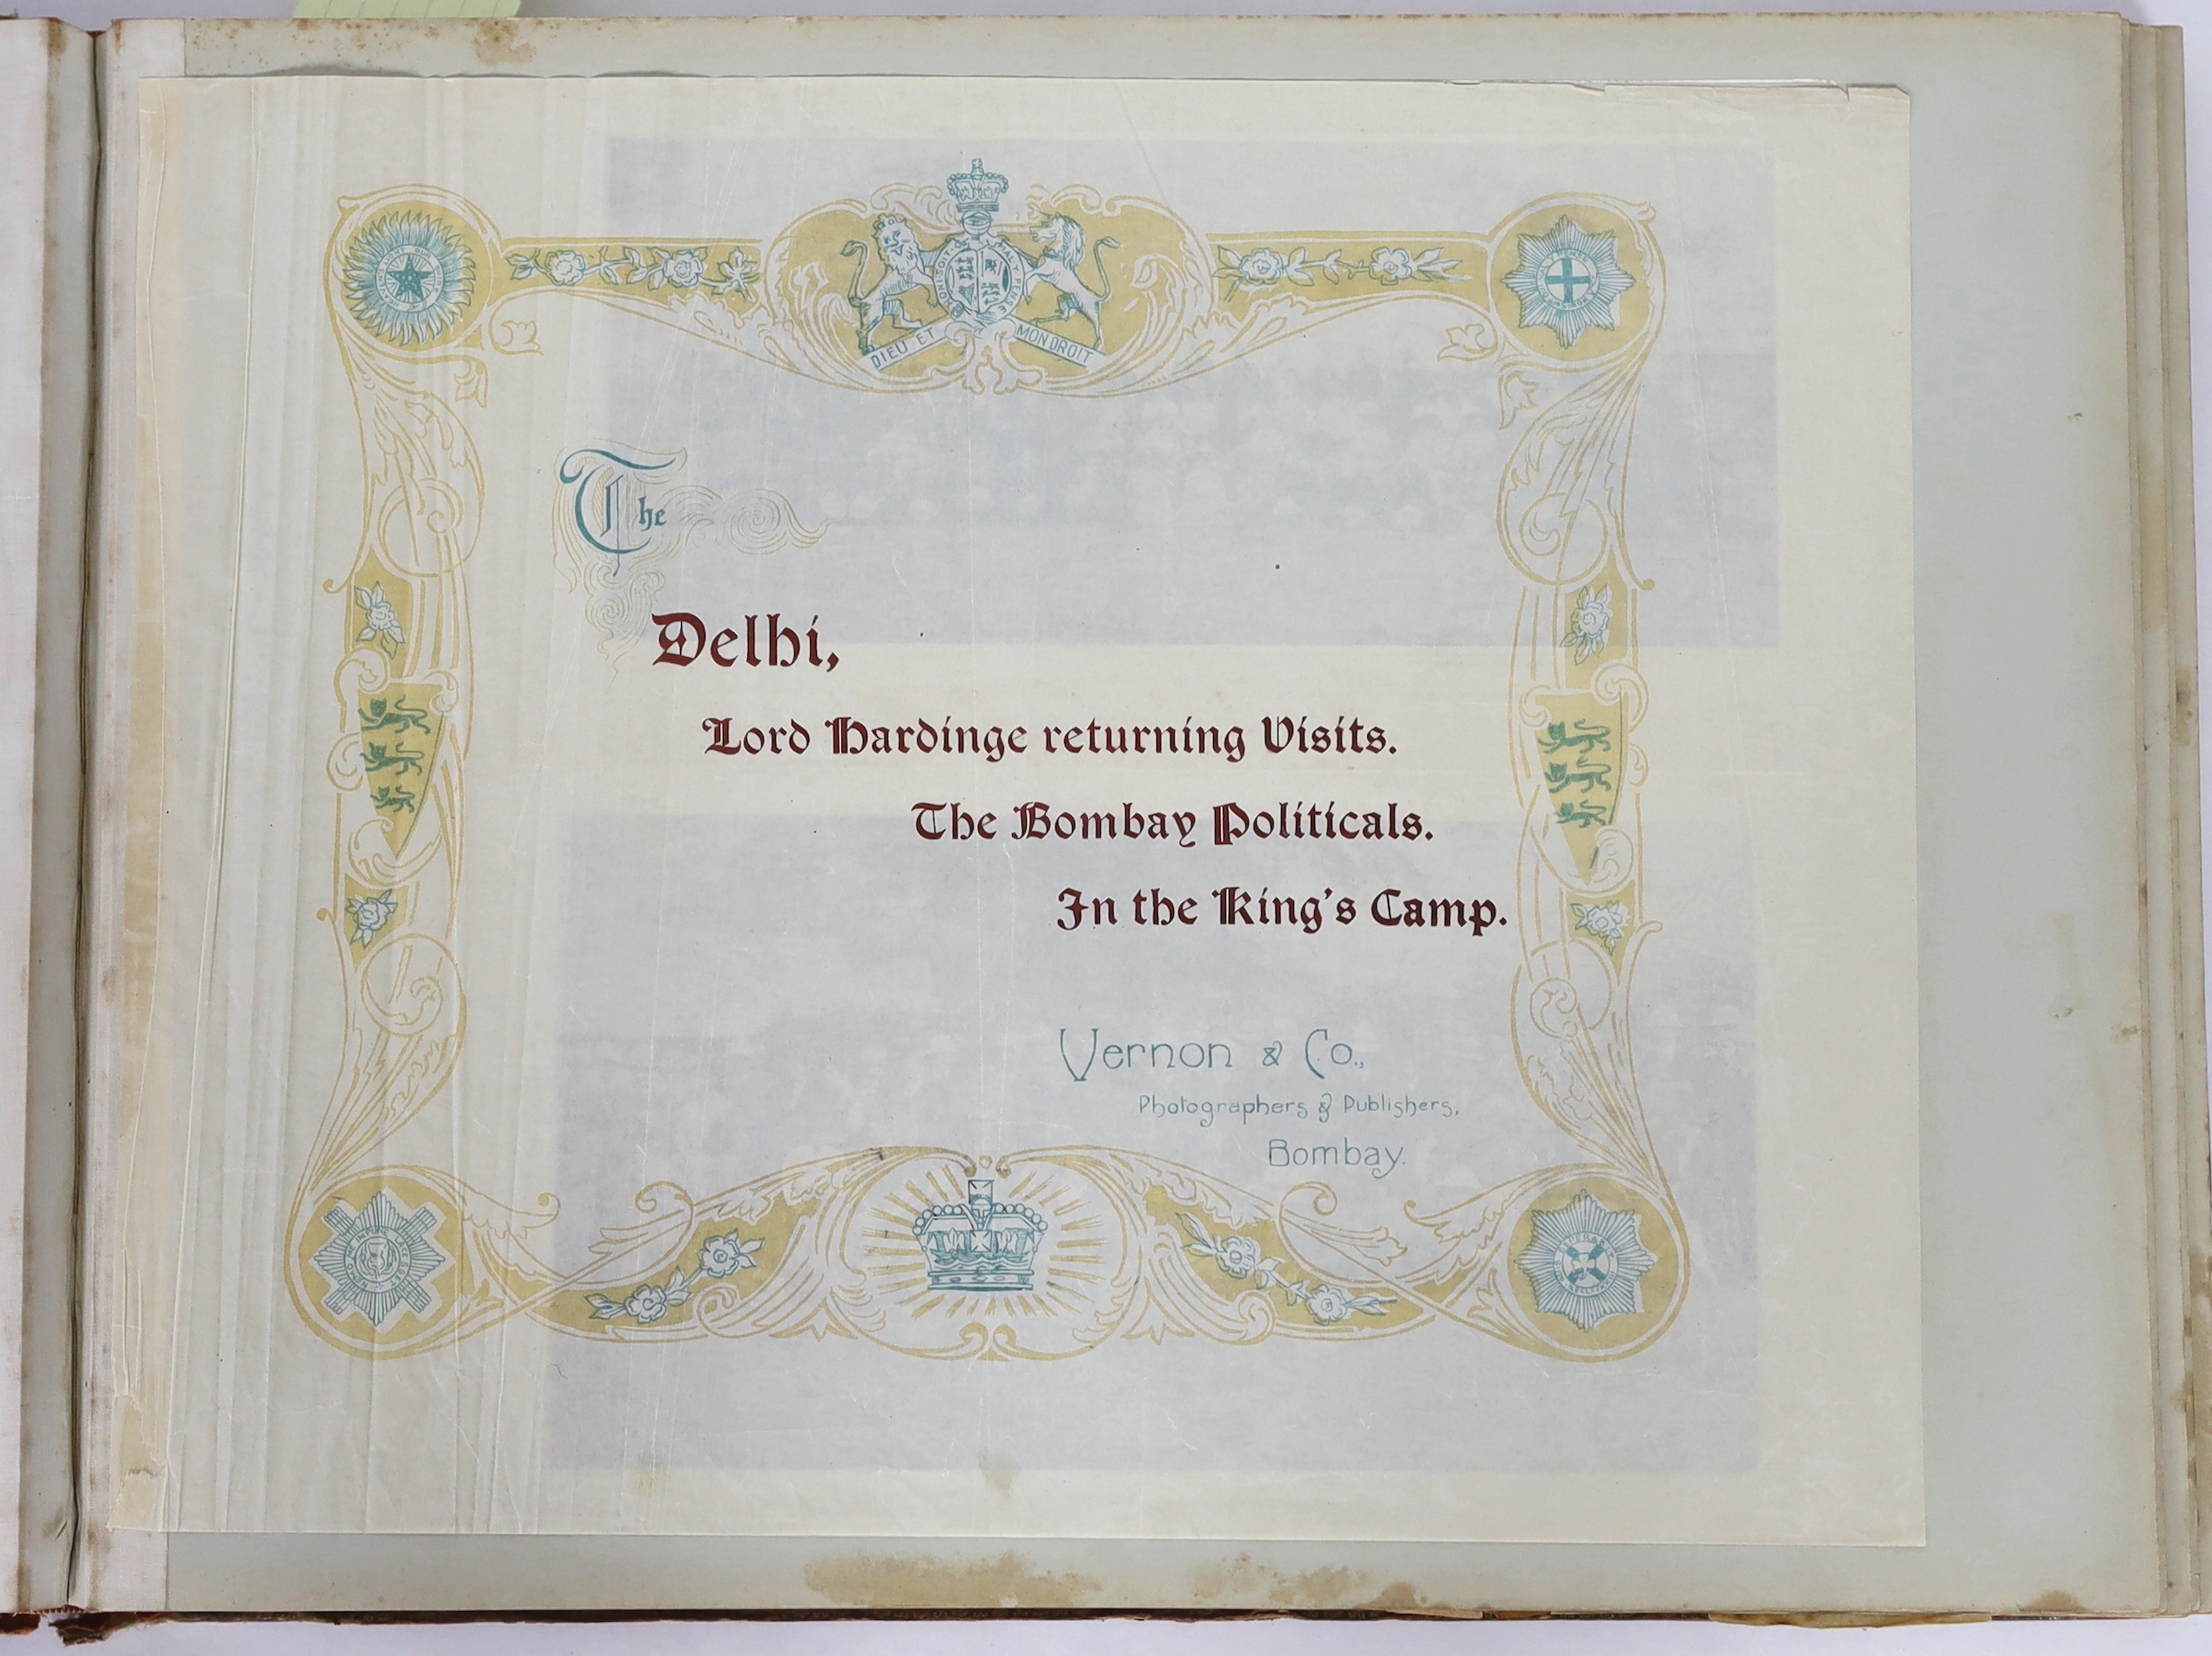 DIEU ET MON DROIT
The
Delhi,
Lord Hardinge returning Visits.
The Bombay Politicals.
In the King's Camp.
Vernon & Co.,
Photographers & Publishers,
Bombay.